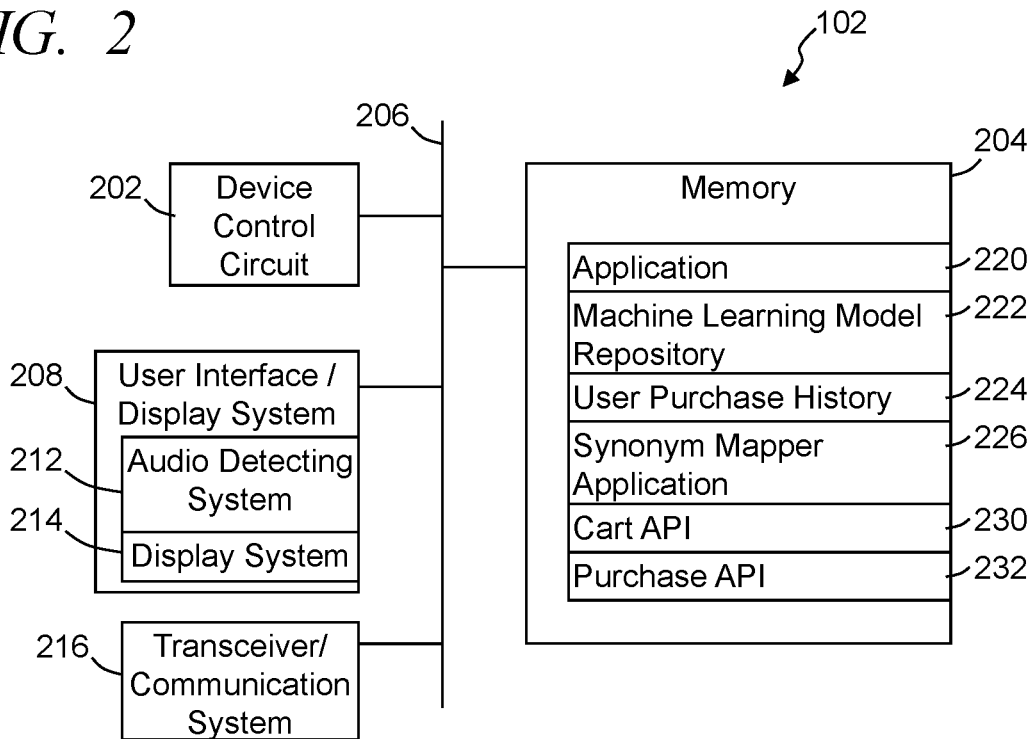 IG. 2
102
206
204
202
Device
Control
Circuit
Memory
Application
220
Machine Learning Model
Repository
222
User Purchase History
224
Synonym Mapper
Application
226
Cart API
230
Purchase API
232
208
User Interface /
Display System
212
Audio Detecting
System
214
Display System
216
Transceiver/
Communication
System